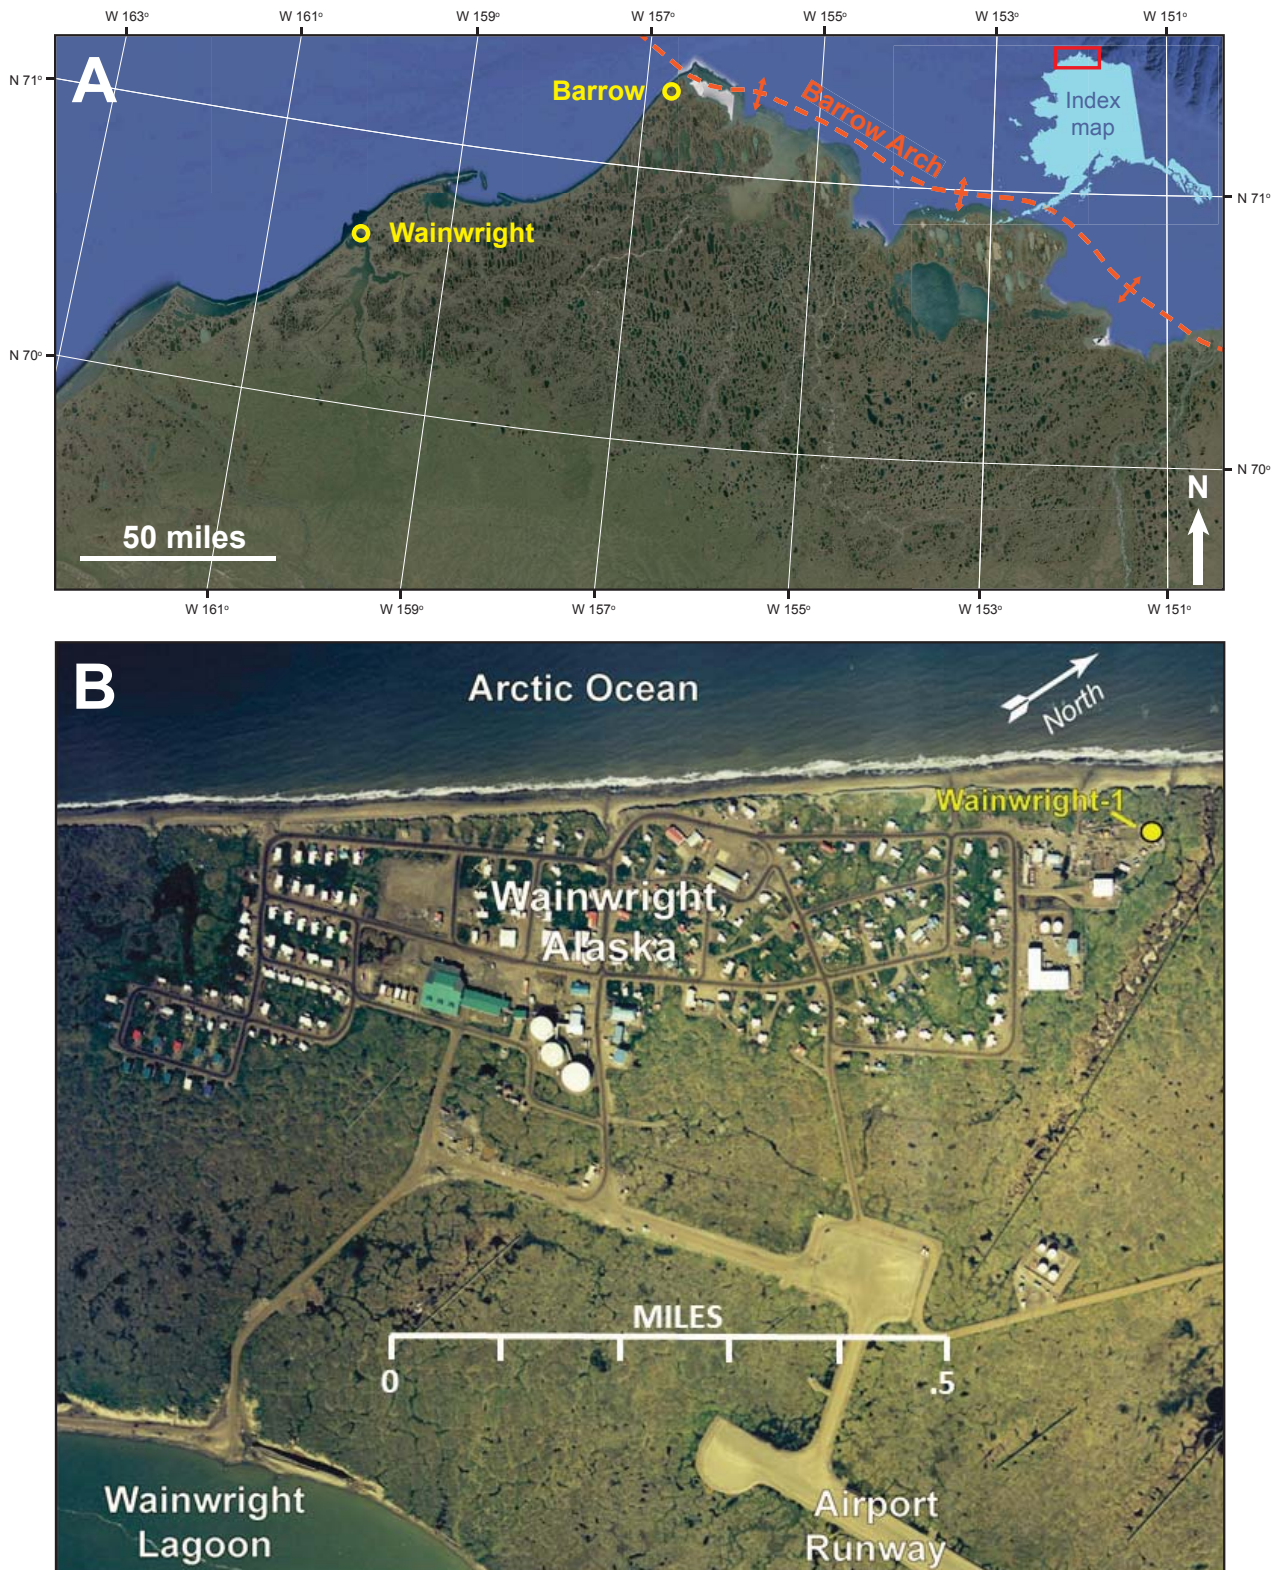 W 163° W 161° W 159° W 157° W 155° W 153° W 151°
A
N 71°
Barrow
Barrow Arch
Index
map
N 71°
Wainwright
N 70°
N 70°
N
50 miles
W 161° W 159° W 157° W 155° W 153° W 151°
B
Arctic Ocean
North
Wainwright-1
Wainwright,
Alaska
MILES
0 .5
Wainwright
Lagoon
Airport
Runway